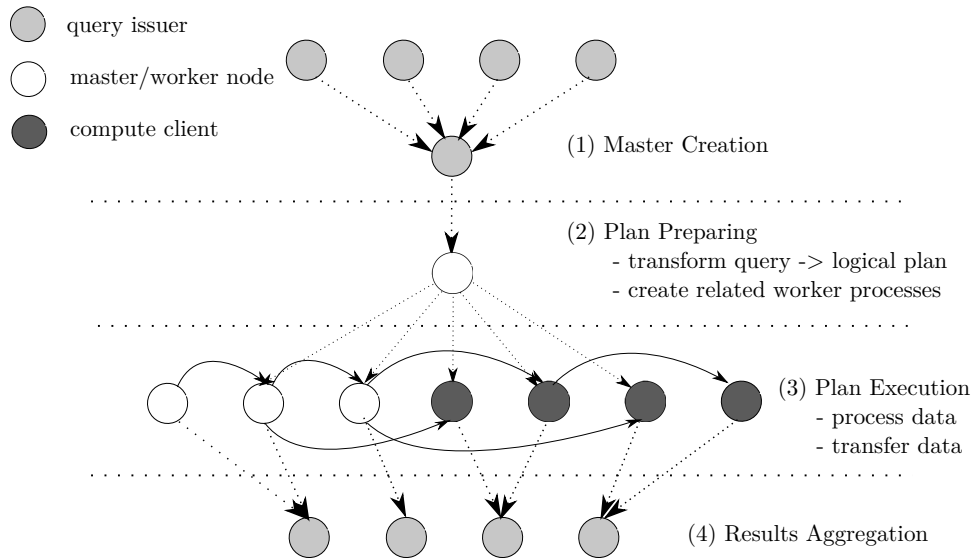 query issuer
master/worker node
compute client
(1) Master Creation
(2) Plan Preparing
- transform query -> logical plan
- create related worker processes
(3) Plan Execution
- process data
- transfer data
(4) Results Aggregation